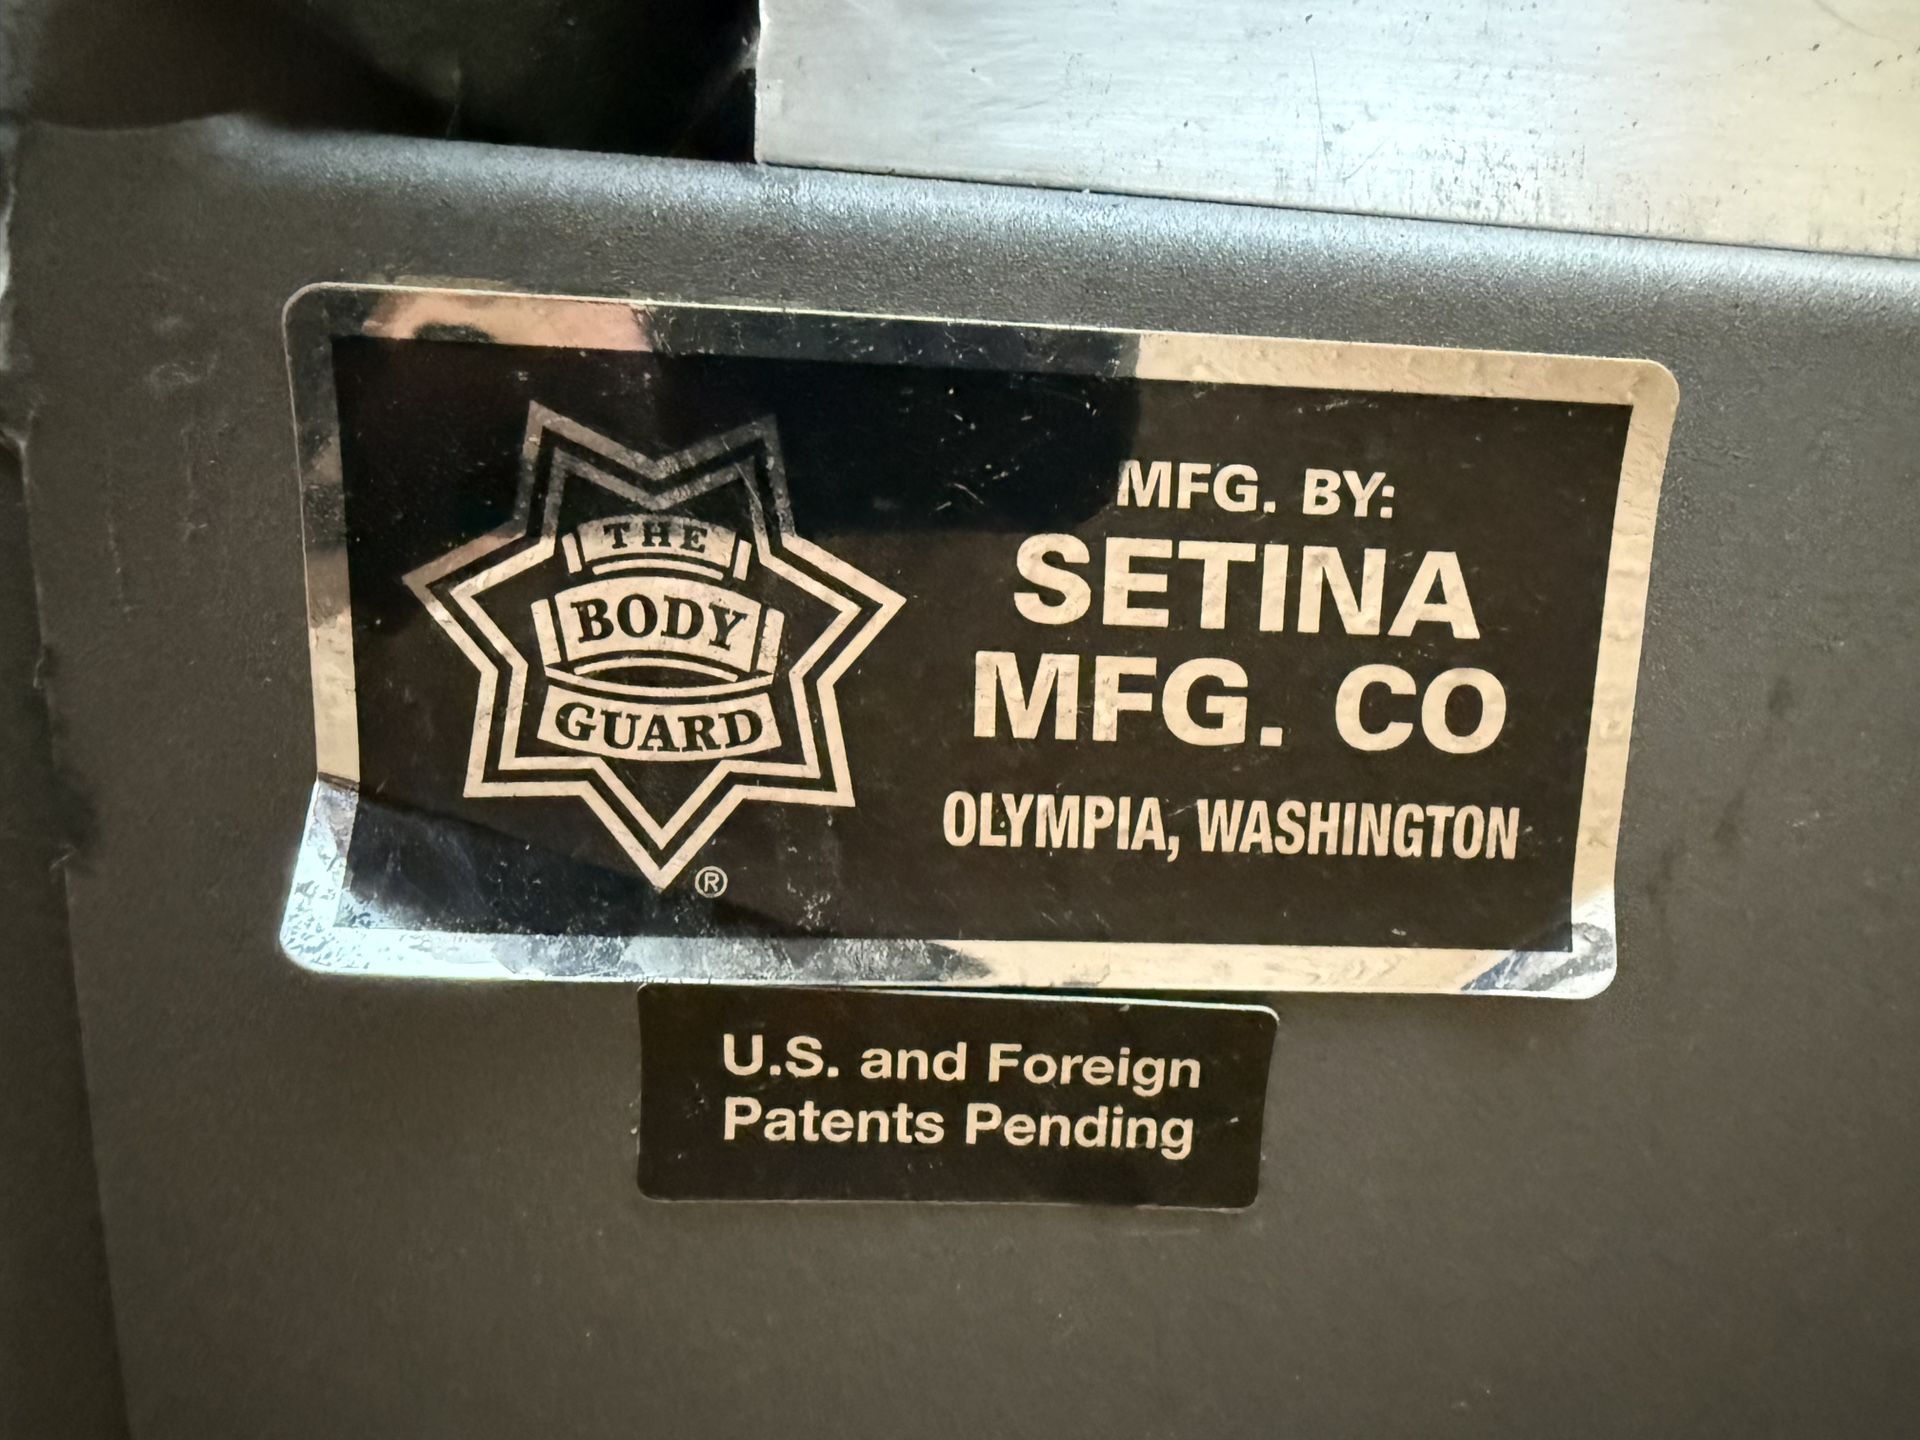 THE
BODY
GUARD
®
MFG. BY:
SETINA
MFG. CO
OLYMPIA, WASHINGTON
U.S. and Foreign
Patents Pending